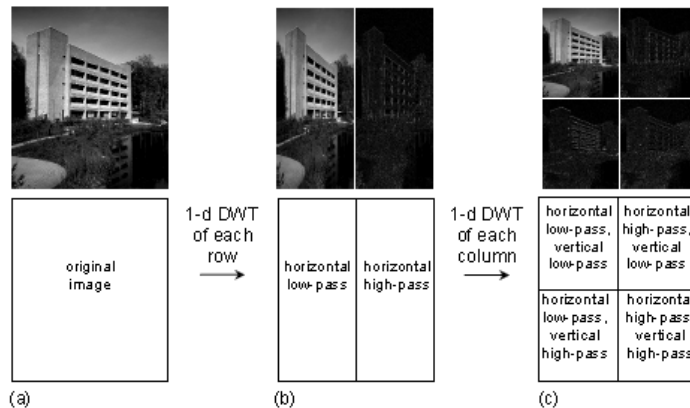 original
image
1-d DWT
of each
row
horizontal
low-pass
horizontal
high-pass
1-d DWT
of each
column
horizontal
low-pass,
vertical
low-pass
horizontal
high-pass,
vertical
low-pass
horizontal
low-pass,
vertical
high-pass
horizontal
high-pass,
vertical
high-pass
(a)
(b)
(c)